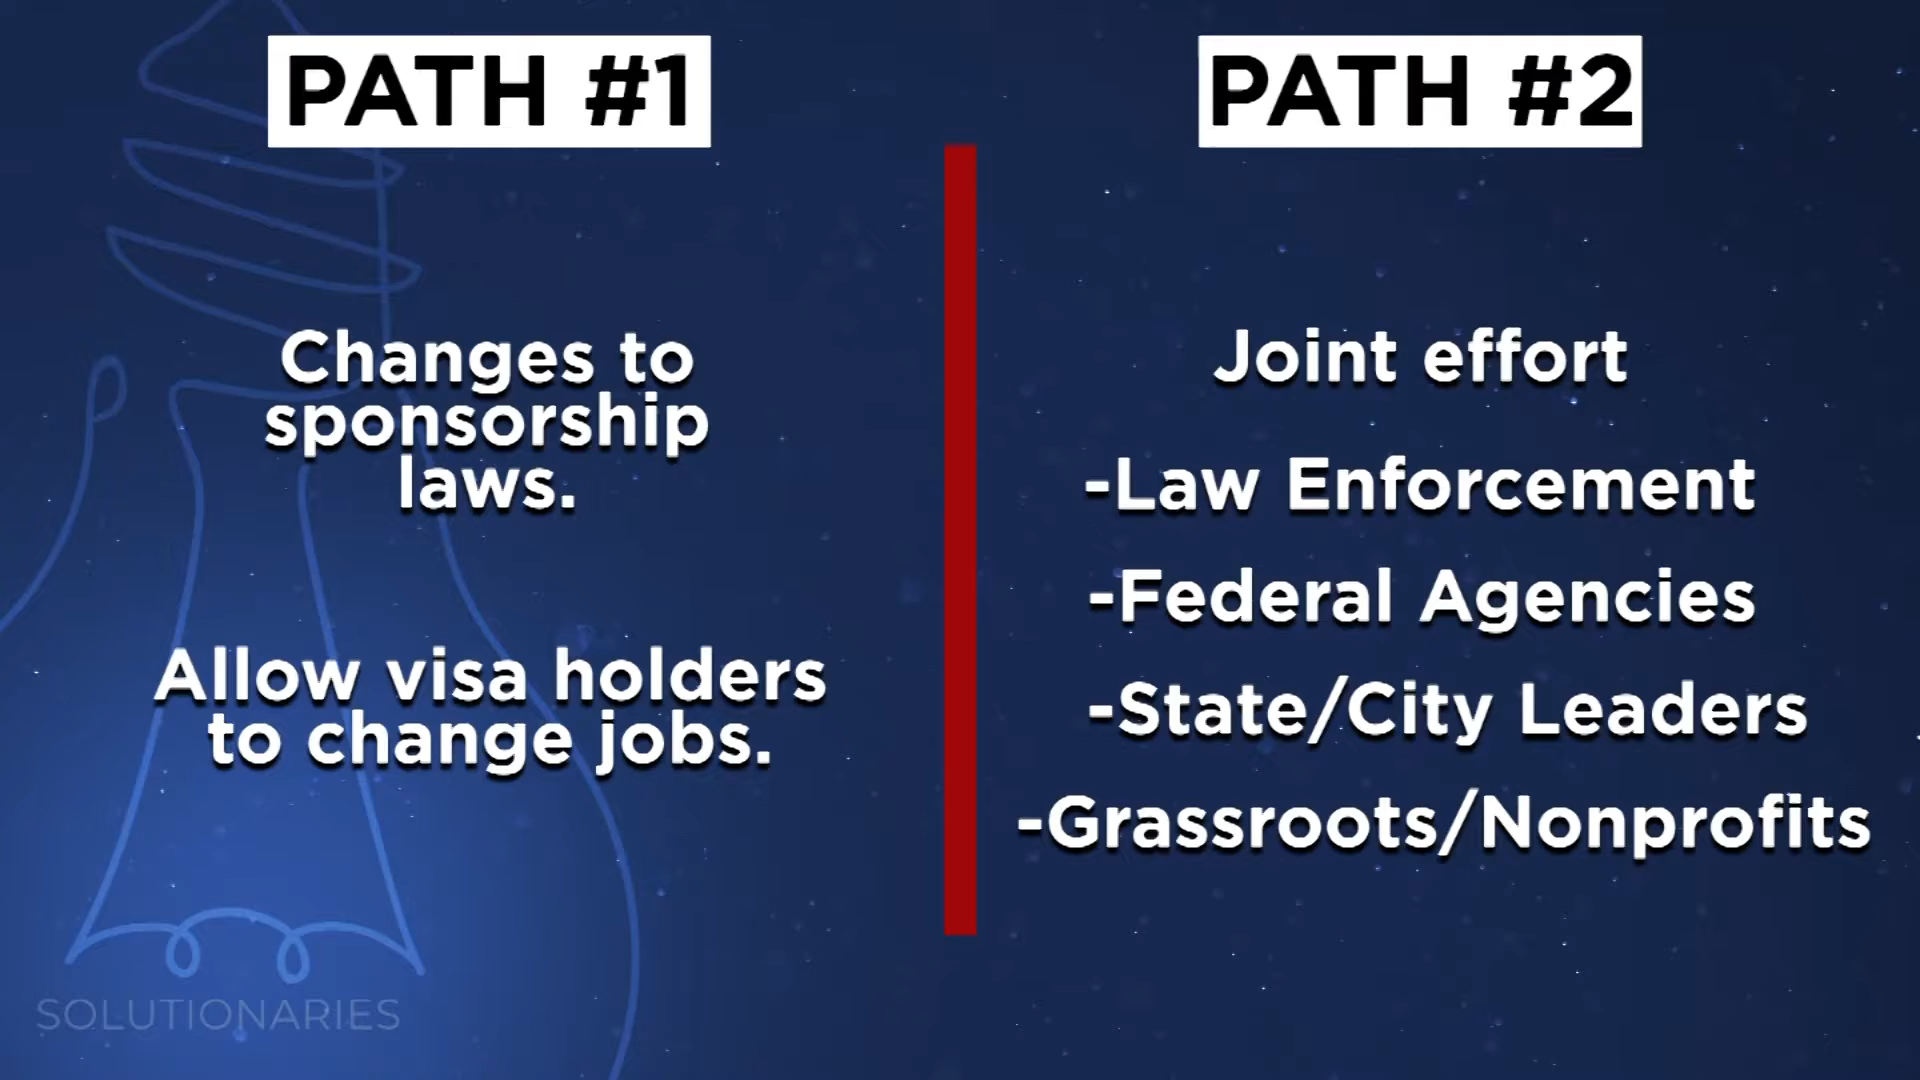 PATH #1
Changes to
sponsorship
laws.
Allow visa holders
to change jobs.
PATH #2
Joint effort
-Law Enforcement
-Federal Agencies
-State/City Leaders
-Grassroots/Nonprofits
SOLUTIONARIES